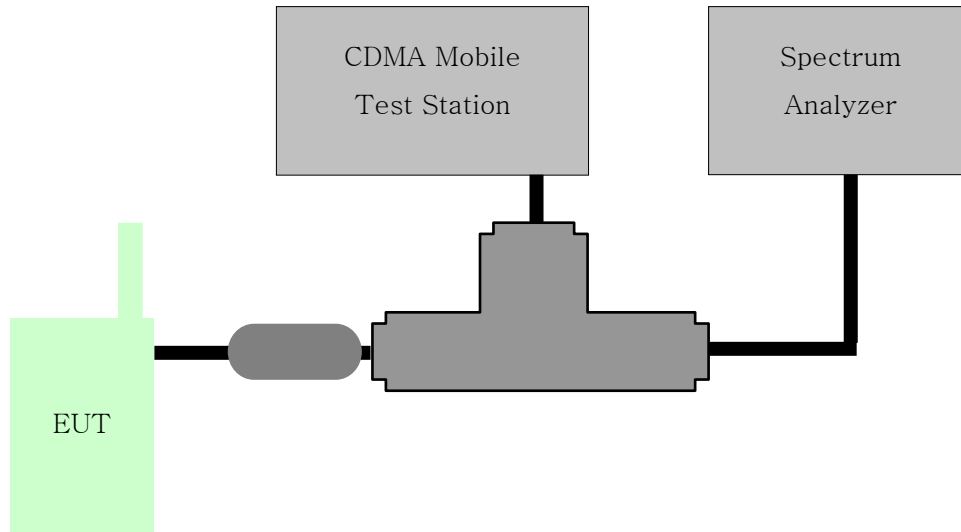 CDMA Mobile
Test Station
Spectrum
Analyzer
EUT